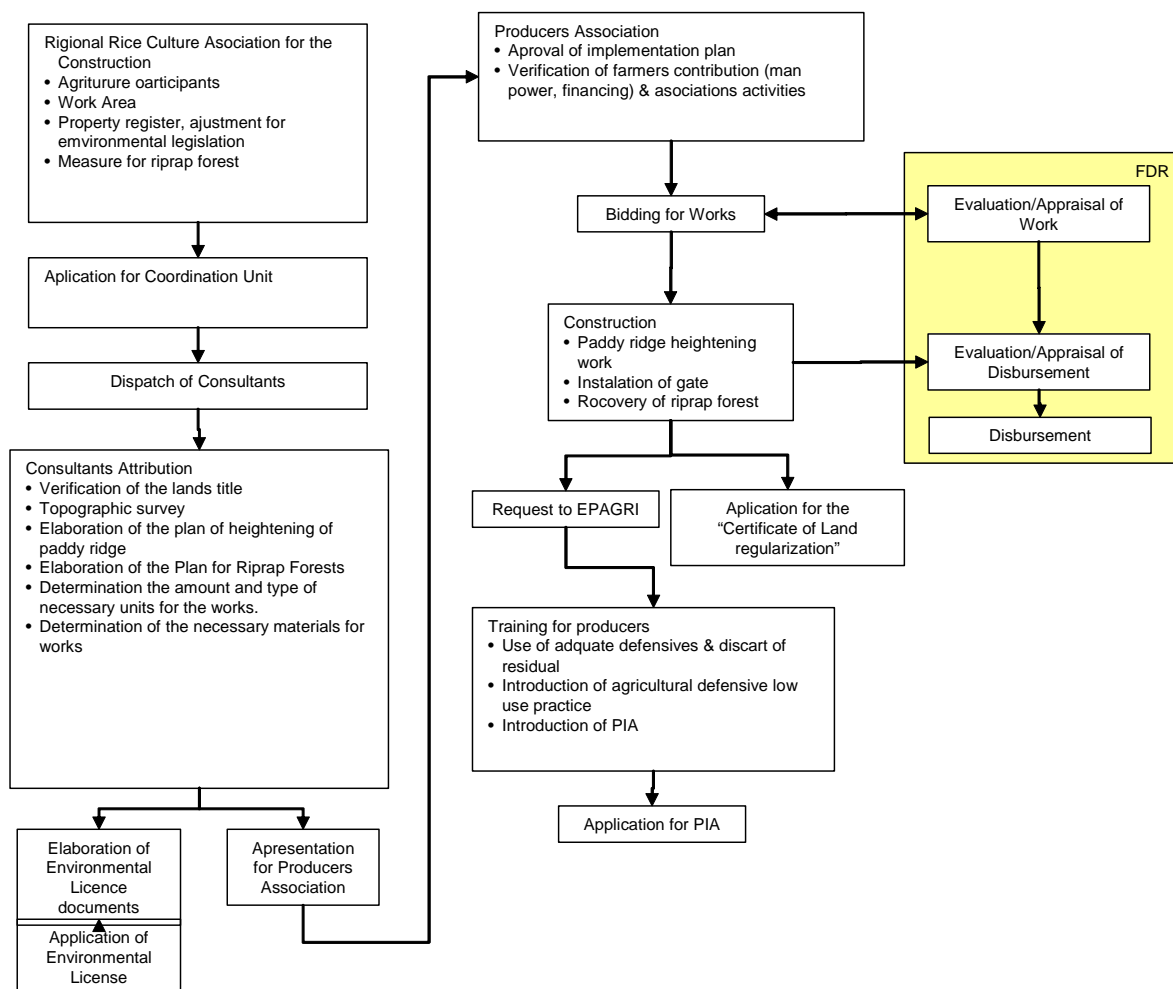 Rigional Rice Culture Asociation for the
Construction
• Agriturure oarticipants
• Work Area
• Property register, ajustment for
emvironmental legislation
• Measure for riprap forest
Aplication for Coordination Unit
Dispatch of Consultants
Consultants Attribution
• Verification of the lands title
• Topographic survey
• Elaboration of the plan of heightening of
paddy ridge
• Elaboration of the Plan for Riprap Forests
• Determination the amount and type of
necessary units for the works.
• Determination of the necessary materials for
works
Elaboration of
Environmental
Licence
documents
Application of
Environmental
License
Apresentation
for Producers
Association
Producers Association
• Aproval of implementation plan
• Verification of farmers contribution (man
power, financing) & asociations activities
Bidding for Works
Construction
• Paddy ridge heightening
work
• Instalation of gate
• Rocovery of riprap forest
Request to EPAGRI
Aplication for the
“Certificate of Land
regularization”
Training for producers
• Use of adquate defensives & discart of
residual
• Introduction of agricultural defensive low
use practice
• Introduction of PIA
Application for PIA
FDR
Evaluation/Appraisal of
Work
Evaluation/Appraisal of
Disbursement
Disbursement